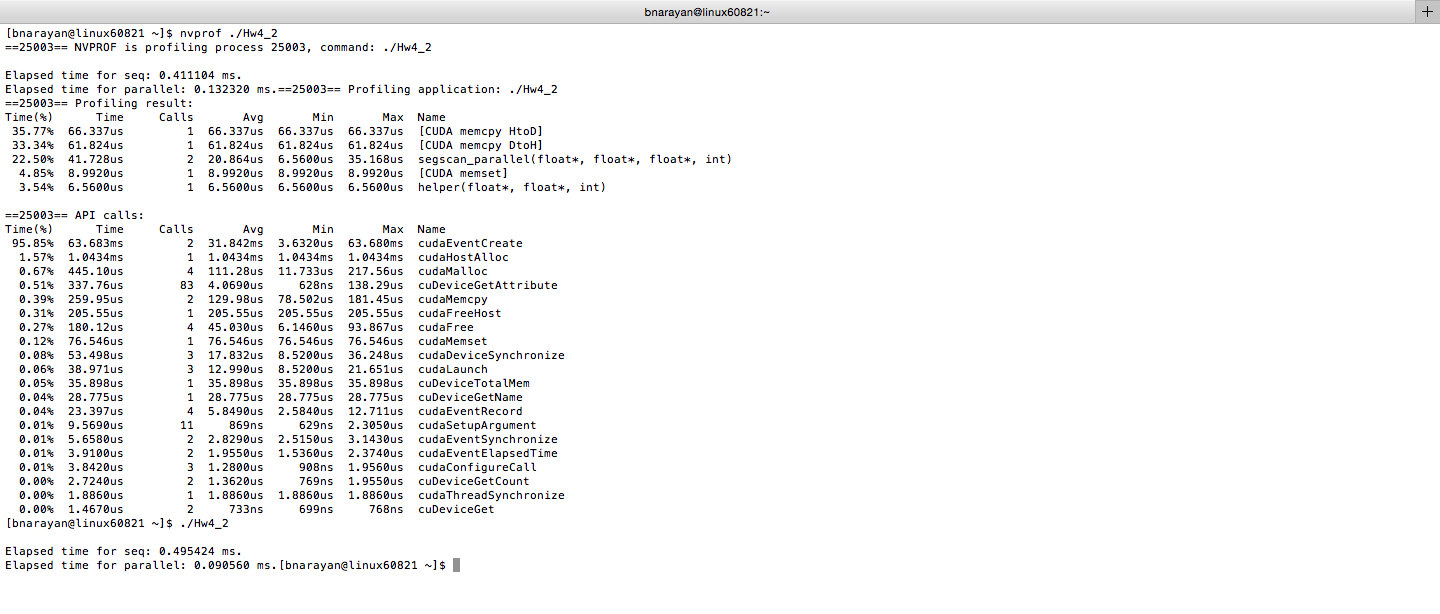 bnarayan@linux60821:~
+
[bnarayan@linux60821 ~]$ nvprof ./Hw4_2
==25003== NVPROF is profiling process 25003, command: ./Hw4_2
Elapsed time for seq: 0.411104 ms.
Elapsed time for parallel: 0.132320 ms.==25003== Profiling application: ./Hw4_2
==25003== Profiling result:
Time(%)      Time     Calls       Avg       Min       Max  Name
 35.77%  66.337us         1  66.337us  66.337us  66.337us  [CUDA memcpy HtoD]
 33.34%  61.824us         1  61.824us  61.824us  61.824us  [CUDA memcpy DtoH]
 22.50%  41.728us         2  20.864us  6.5600us  35.168us  segscan_parallel(float*, float*, float*, int)
  4.85%  8.9920us         1  8.9920us  8.9920us  8.9920us  [CUDA memset]
  3.54%  6.5600us         1  6.5600us  6.5600us  6.5600us  helper(float*, float*, int)
==25003== API calls:
Time(%)      Time     Calls       Avg       Min       Max  Name
 95.85%  63.683ms         2  31.842ms  3.6320us  63.680ms  cudaEventCreate
  1.57%  1.0434ms         1  1.0434ms  1.0434ms  1.0434ms  cudaHostAlloc
  0.67%  445.10us         4  111.28us  11.733us  217.56us  cudaMalloc
  0.51%  337.76us        83  4.0690us     628ns  138.29us  cuDeviceGetAttribute
  0.39%  259.95us         2  129.98us  78.502us  181.45us  cudaMemcpy
  0.31%  205.55us         1  205.55us  205.55us  205.55us  cudaFreeHost
  0.27%  180.12us         4  45.030us  6.1460us  93.867us  cudaFree
  0.12%  76.546us         1  76.546us  76.546us  76.546us  cudaMemset
  0.08%  53.498us         3  17.832us  8.5200us  36.248us  cudaDeviceSynchronize
  0.06%  38.971us         3  12.990us  8.5200us  21.651us  cudaLaunch
  0.05%  35.898us         1  35.898us  35.898us  35.898us  cuDeviceTotalMem
  0.04%  28.775us         1  28.775us  28.775us  28.775us  cuDeviceGetName
  0.04%  23.397us         4  5.8490us  2.5840us  12.711us  cudaEventRecord
  0.01%  9.5690us        11     869ns     629ns  2.3050us  cudaSetupArgument
  0.01%  5.6580us         2  2.8290us  2.5150us  3.1430us  cudaEventSynchronize
  0.01%  3.9100us         2  1.9550us  1.5360us  2.3740us  cudaEventElapsedTime
  0.01%  3.8420us         3  1.2800us     908ns  1.9560us  cudaConfigureCall
  0.00%  2.7240us         2  1.3620us     769ns  1.9550us  cuDeviceGetCount
  0.00%  1.8860us         1  1.8860us  1.8860us  1.8860us  cudaThreadSynchronize
  0.00%  1.4670us         2     733ns     699ns     768ns  cuDeviceGet
[bnarayan@linux60821 ~]$ ./Hw4_2
Elapsed time for seq: 0.495424 ms.
Elapsed time for parallel: 0.090560 ms.[bnarayan@linux60821 ~]$